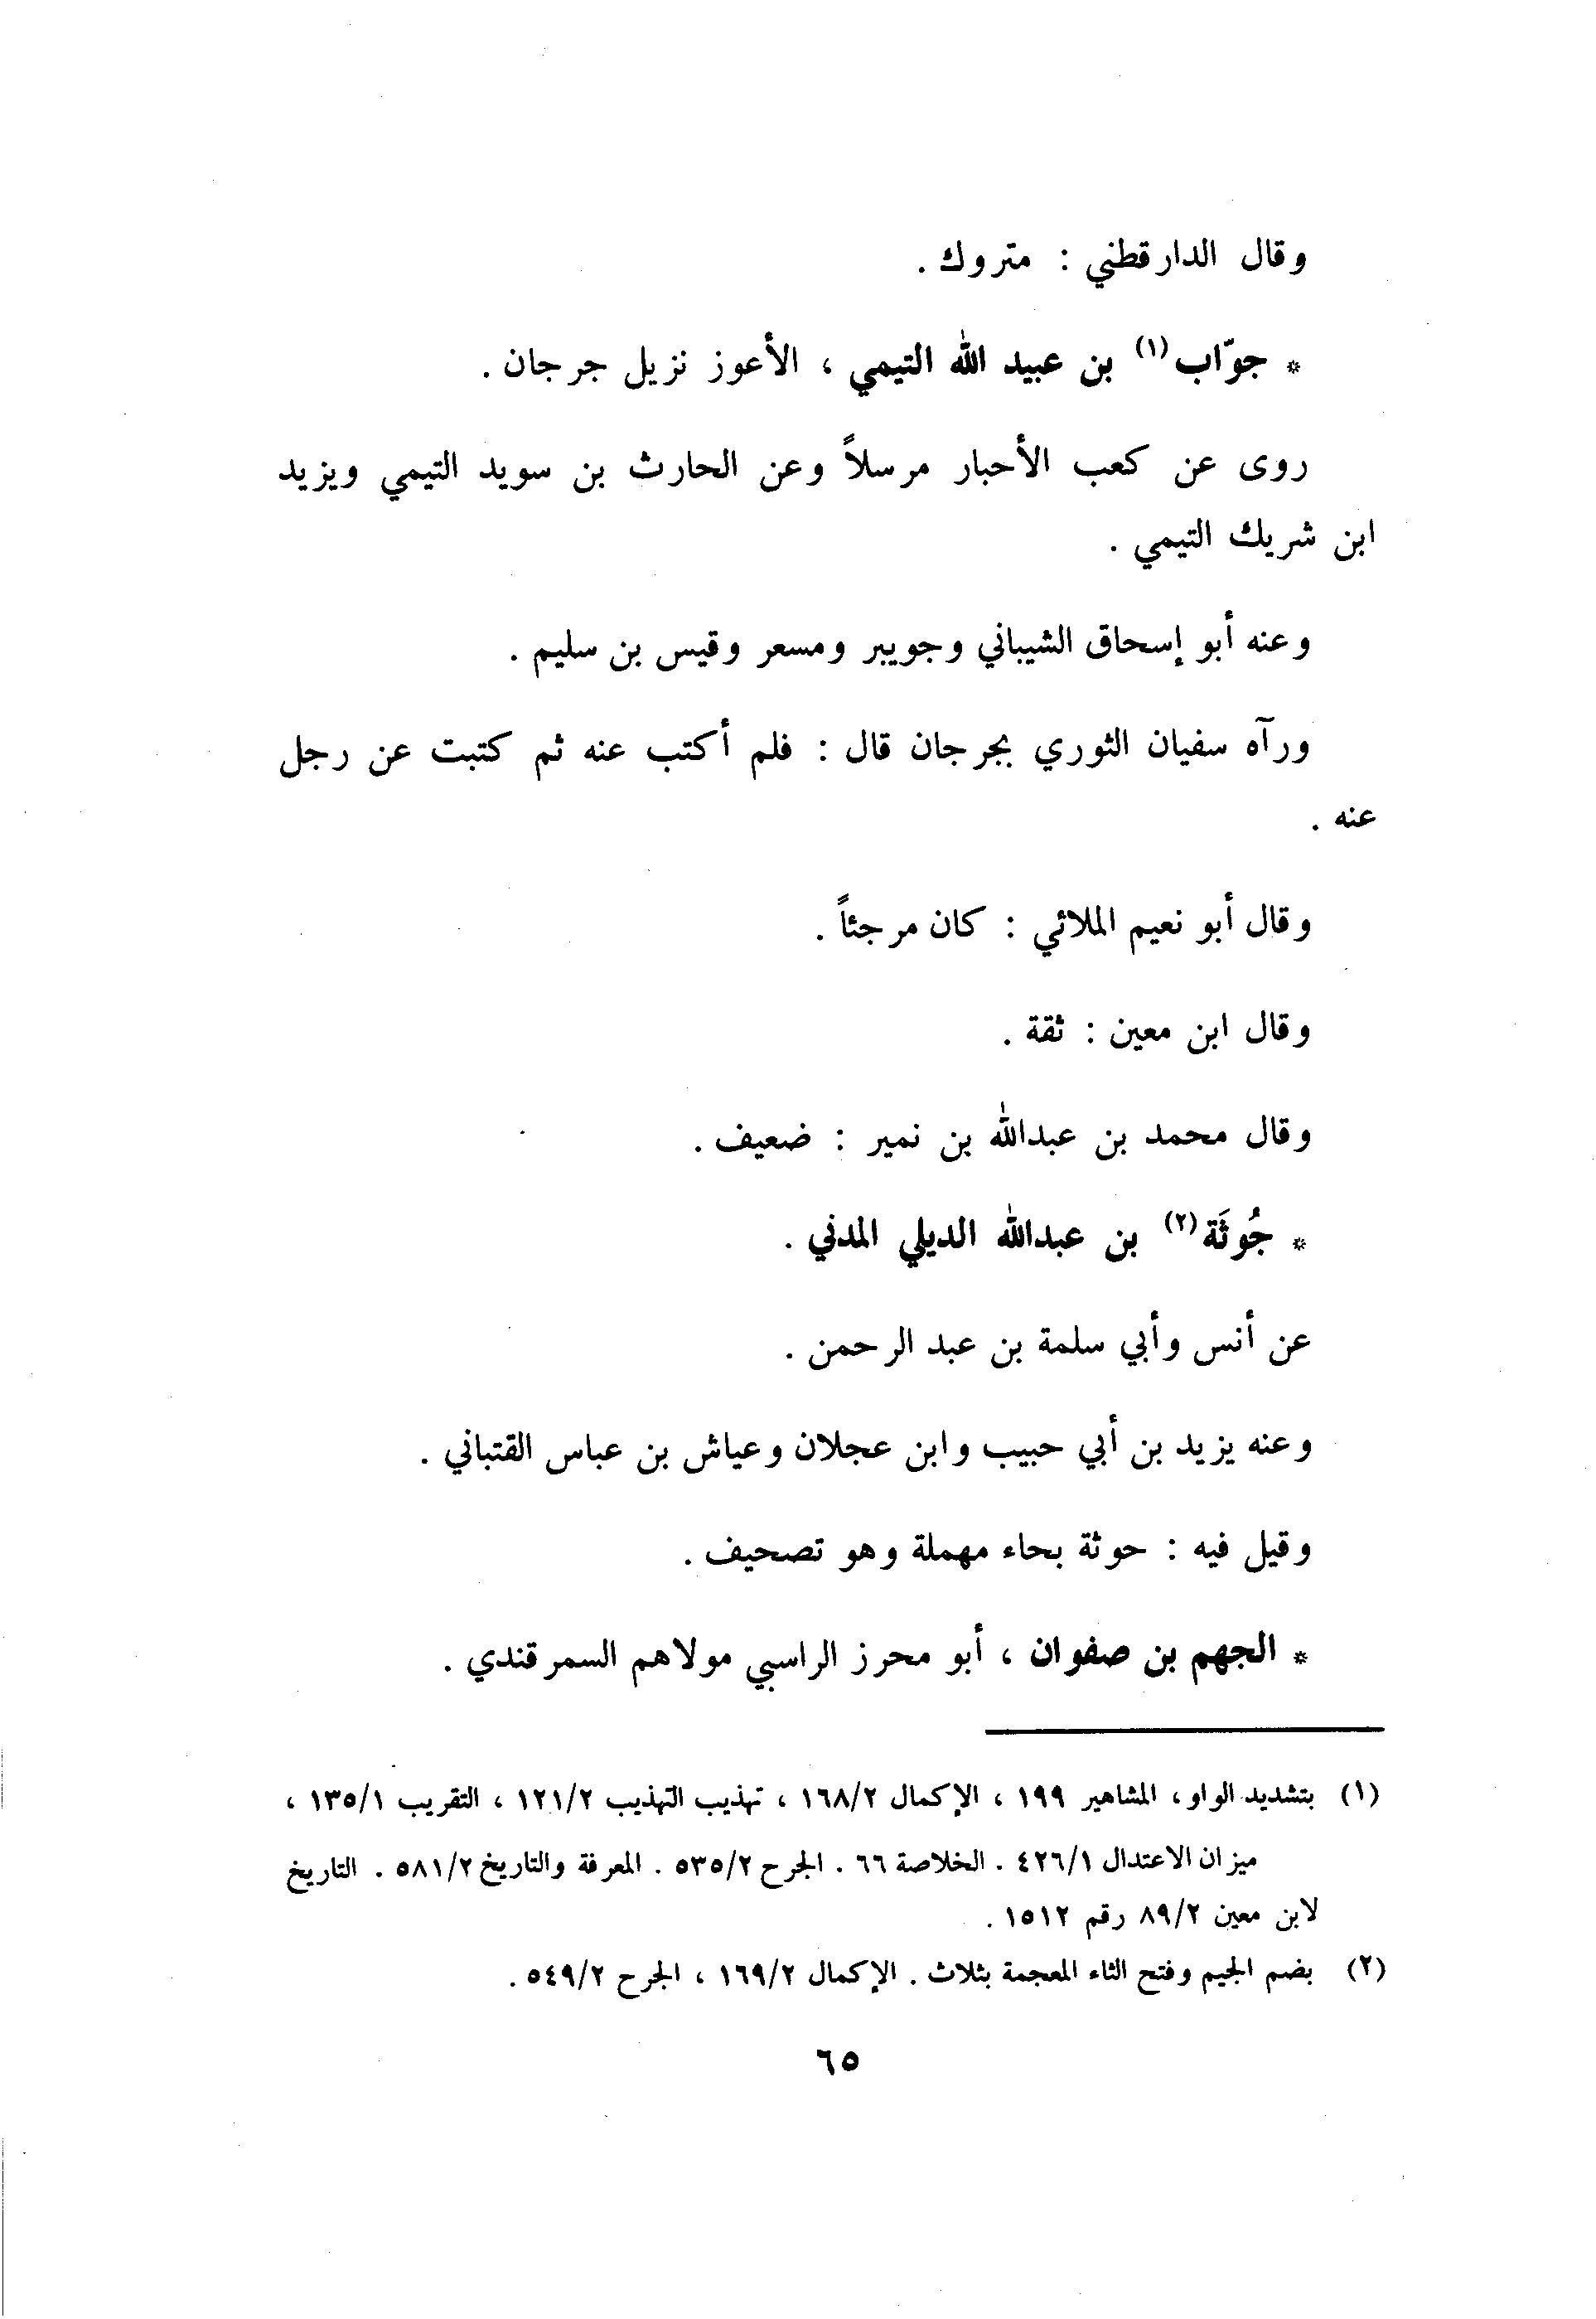 وقال الدارقطني : متروك .
* جوّاب (١) بن عبيد الله التيمي ، الأعوز نزيل جرجان .
روى عن كعب الأحبار مرسلاً وعن الحارث بن سويد التيمي ويزيد
ابن شريك التيمي .
وعنه أبو إسحاق الشيباني وجويبر ومسعر وقيس بن سليم .
ورآه سفيان الثوري بجرجان قال : فلم أكتب عنه ثم كتبت عن رجل
عنه .
وقال أبو نعيم الملائي : كان مرجئاً .
وقال ابن معين : ثقة .
وقال محمد بن عبدالله بن نمير : ضعيف .
* جُوثَة (٢) بن عبدالله الديلي المدني .
عن أنس وأبي سلمة بن عبد الرحمن .
وعنه يزيد بن أبي حبيب وابن عجلان وعياش بن عباس القتباني .
وقيل فيه : حوثة بحاء مهملة وهو تصحيف .
* الجهم بن صفوان ، أبو محرز الراسبي مولاهم السمرقندي .
(١) بتشديد الواو، المشاهير ١٩٩ ، الإكمال ١٦٨/٢ ، تهذيب التهذيب ١٢١/٢ ، التقريب ١٣٥/١ ،
ميزان الاعتدال ٤٢٦/١ . الخلاصة ٦٦ . الجرح ٥٣٥/٢ . المعرفة والتاريخ ٥٨١/٢ . التاريخ
لابن معين ٨٩/٢ رقم ١٥١٢ .
(٢) بضم الجيم وفتح الثاء المعجمة بثلاث . الإكمال ١٦٩/٢ ، الجرح ٥٤٩/٢ .
٦٥